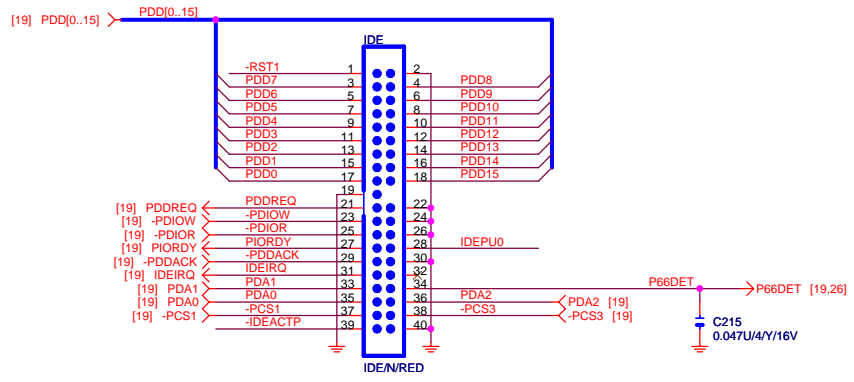 [19] PDD[0..15] PDD[0..15]
IDE
-RST1 1 2
PDD7 3 4 PDD8
PDD6 5 6 PDD9
PDD5 7 8 PDD10
PDD4 9 10 PDD11
PDD3 11 12 PDD12
PDD2 13 14 PDD13
PDD1 15 16 PDD14
PDD0 17 18 PDD15
19
[19] PDDREQ PDDREQ 21 22
[19] -PDIOW -PDIOW 23 24
[19] -PDIOR -PDIOR 25 26
[19] PIORDY PIORDY 27 28 IDEPU0
[19] -PDDACK -PDDACK 29 30
[19] IDEIRQ IDEIRQ 31 32
[19] PDA1 PDA1 33 34 P66DET P66DET [19,26]
[19] PDA0 PDA0 35 36 PDA2 PDA2 [19]
[19] -PCS1 -PCS1 37 38 -PCS3 -PCS3 [19]
-IDEACTP 39 40
C215
0.047U/4/Y/16V
IDE/N/RED